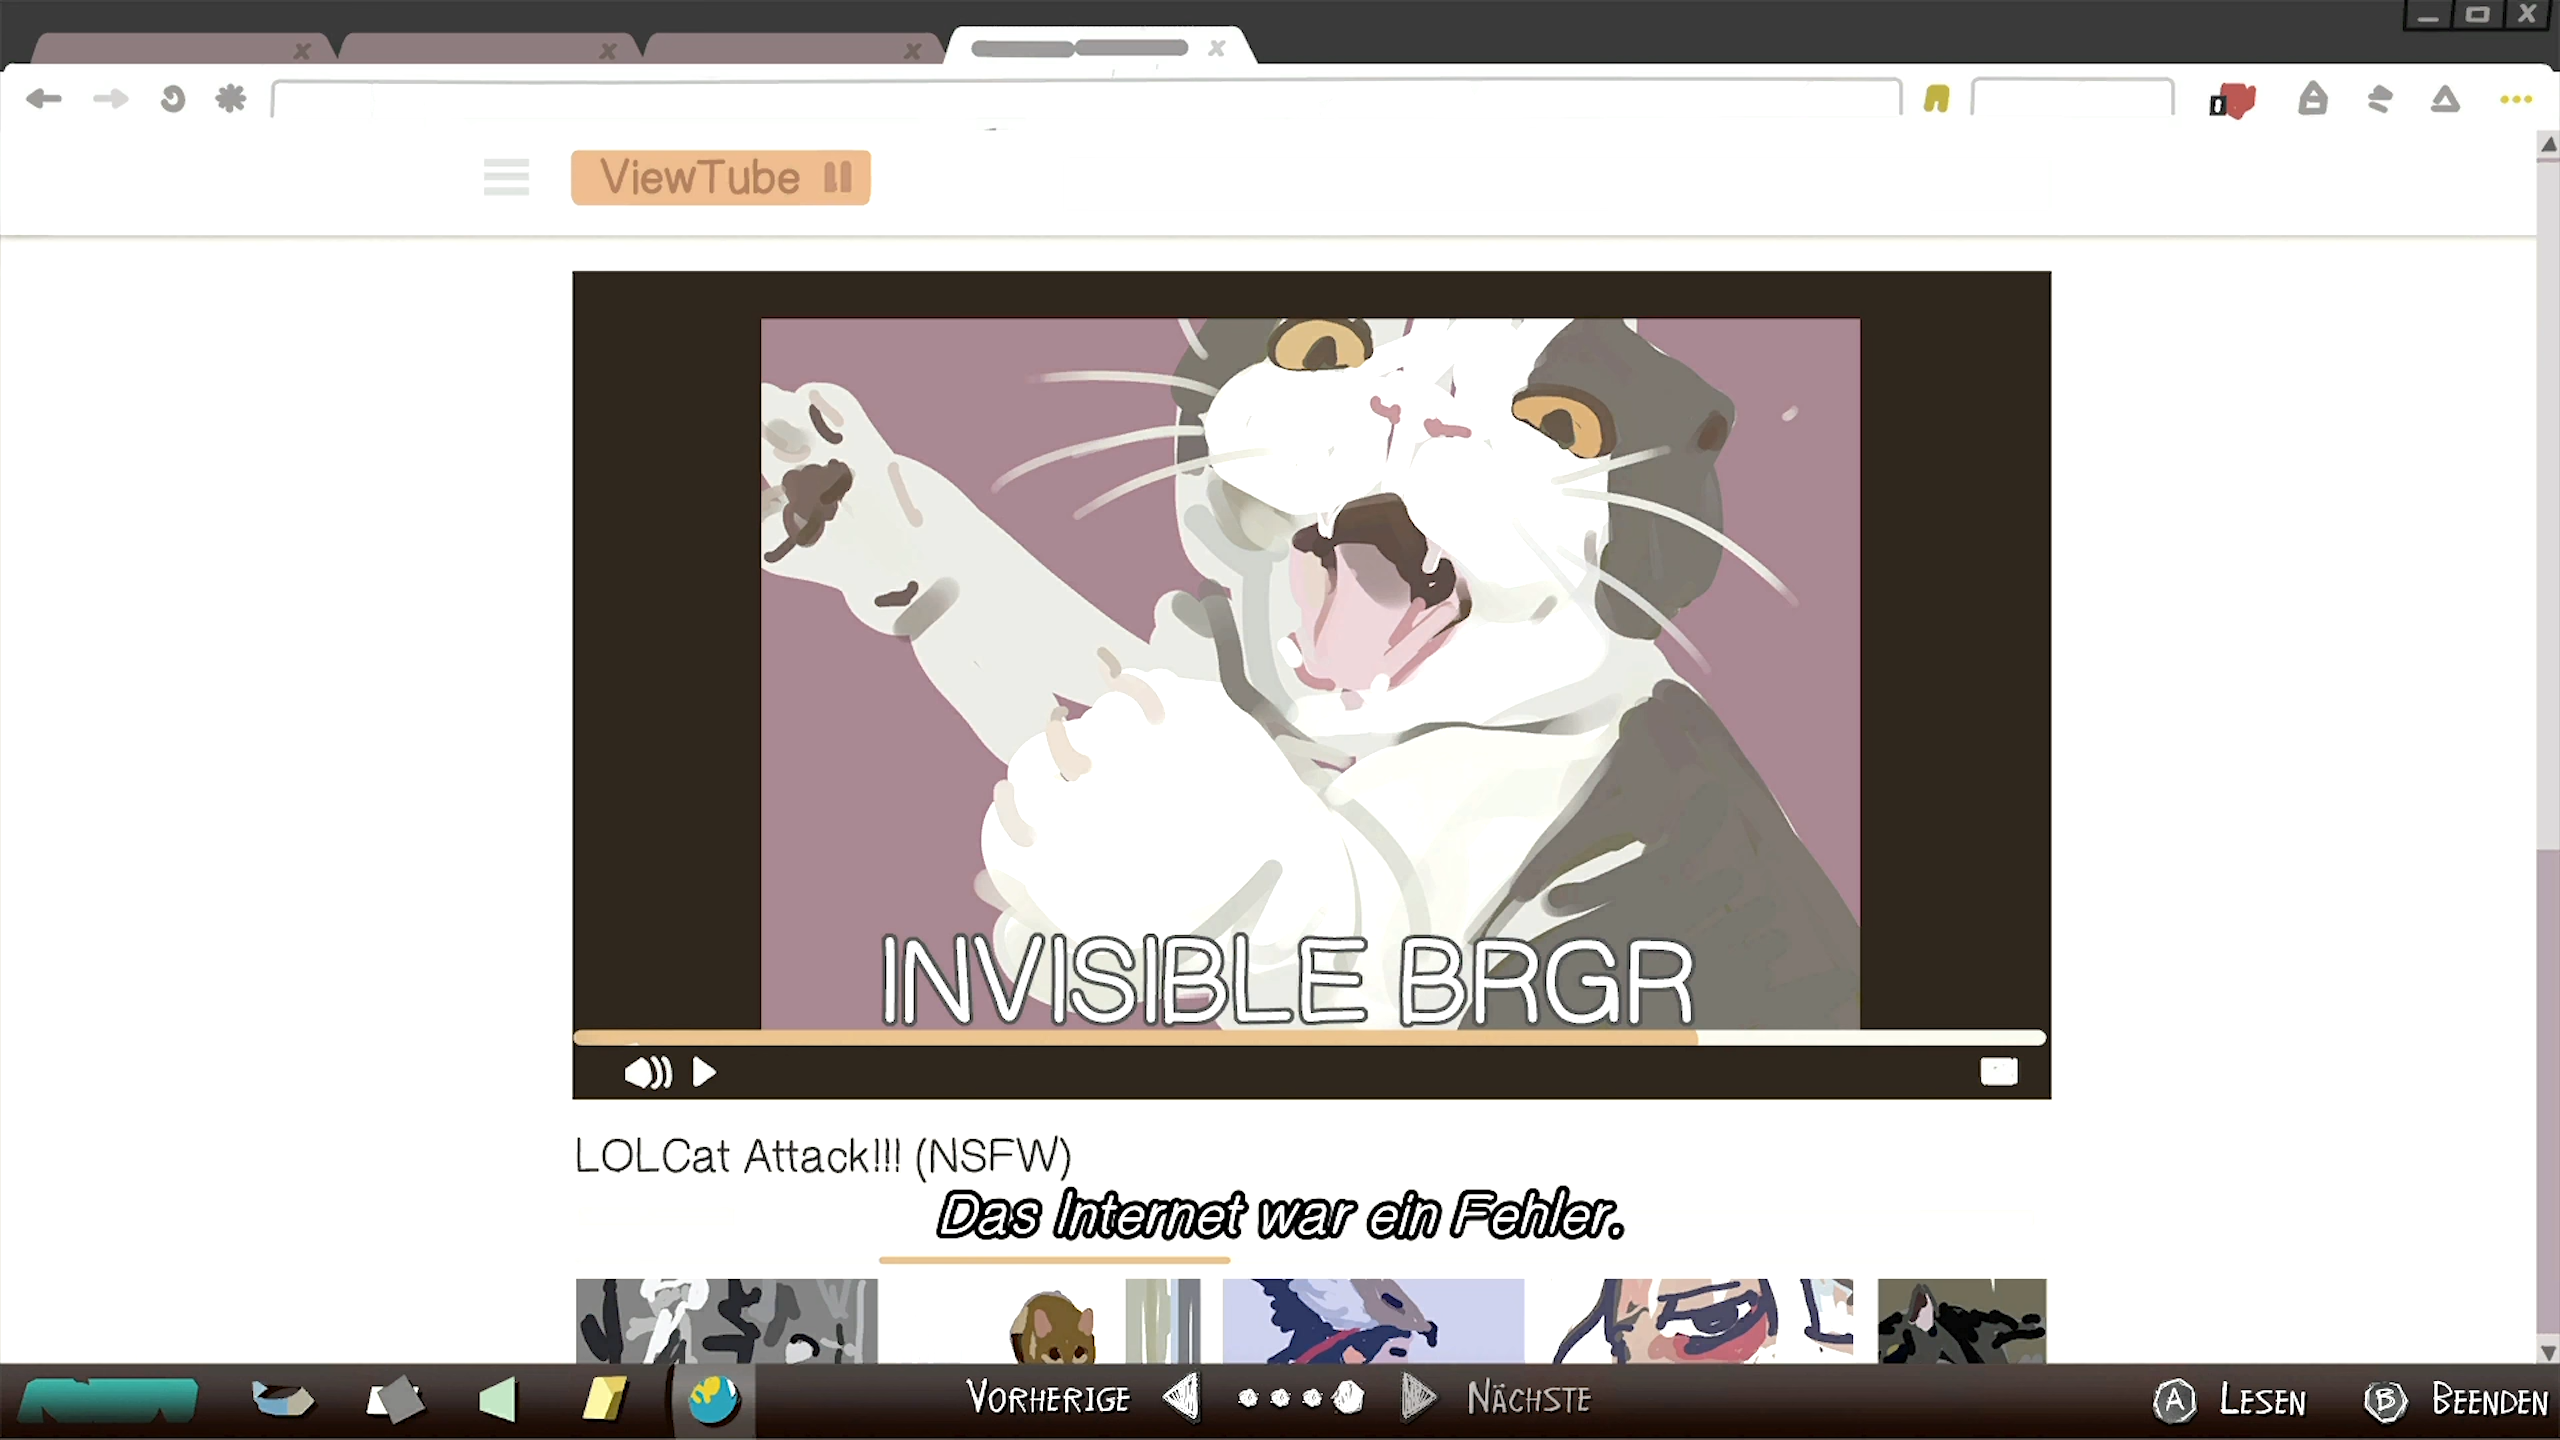 ViewTube
INVISIBLE BRGR
LOLCat Attack!!! (NSFW)
Das Internet war ein Fehler.
VORHERIGE NÄCHSTE A LESEN B BEENDEN